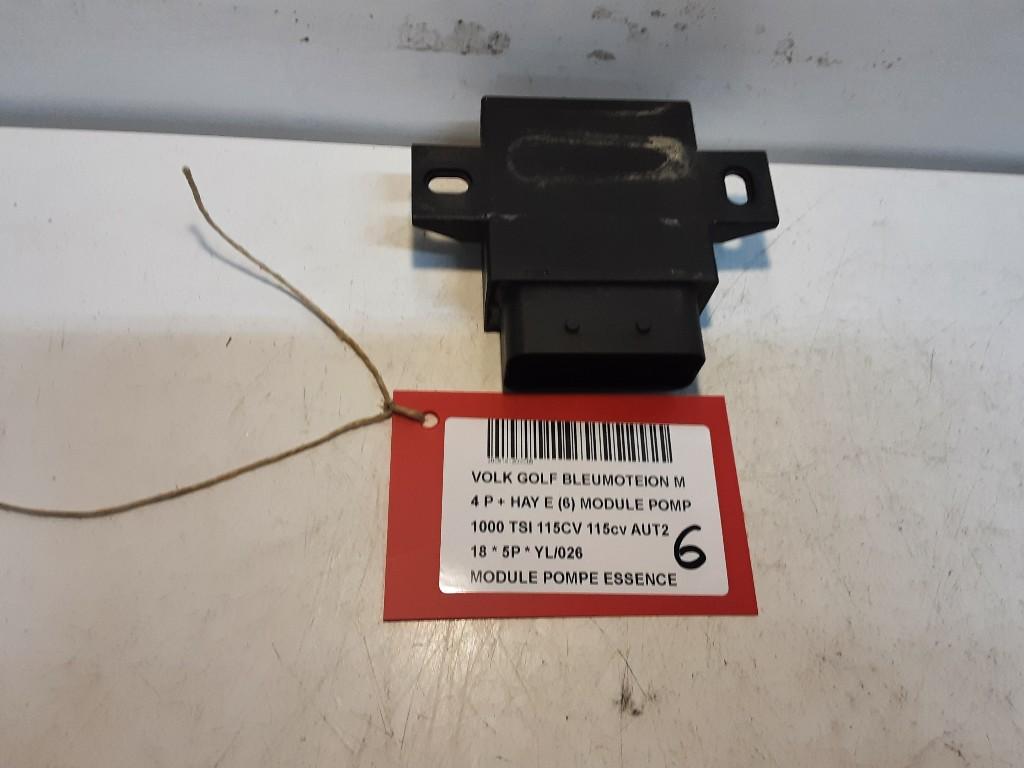 VOLK GOLF BLEUMOTEION M
4 P + HAY E (6) MODULE POMP
1000 TSI 115CV 115cv AUT2
18 * 5P * YL/026
MODULE POMPE ESSENCE
6